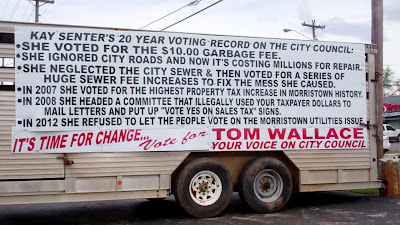 KAY SENTER'S 20 YEAR VOTING RECORD ON THE CITY COUNCIL:
•SHE VOTED FOR THE $10.00 GARBAGE FEE.
•SHE IGNORED CITY ROADS AND NOW IT'S COSTING MILLIONS FOR REPAIR.
•SHE NEGLECTED THE CITY SEWER & THEN VOTED FOR A SERIES OF
HUGE SEWER FEE INCREASES TO FIX THE MESS SHE CAUSED.
•IN 2007 SHE VOTED FOR THE HIGHEST PROPERTY TAX INCREASE IN MORRISTOWN HISTORY.
•IN 2008 SHE HEADED A COMMITTEE THAT ILLEGALLY USED YOUR TAXPAYER DOLLARS TO
MAIL LETTERS AND PUT UP "VOTE YES ON SALES TAX" SIGNS.
•IN 2012 SHE REFUSED TO LET THE PEOPLE VOTE ON THE MORRISTOWN UTILITIES ISSUE.
IT'S TIME FOR CHANGE... Vote for TOM WALLACE
YOUR VOICE ON CITY COUNCIL